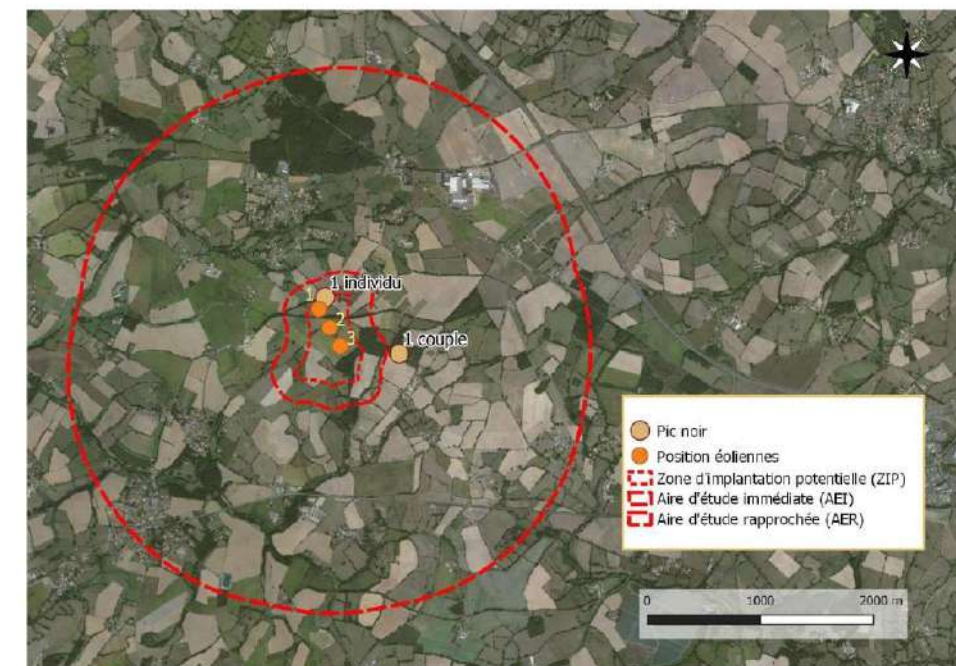 1 individu
1
2
3
1 couple
Pic noir
Position éoliennes
Zone d'implantation potentielle (ZIP)
Aire d'étude immédiate (AEI)
Aire d'étude rapprochée (AER)
0 1000 2000 m